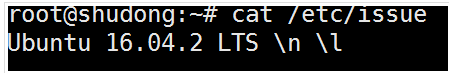 root@shudong:~# cat /etc/issue
Ubuntu 16.04.2 LTS \n \l